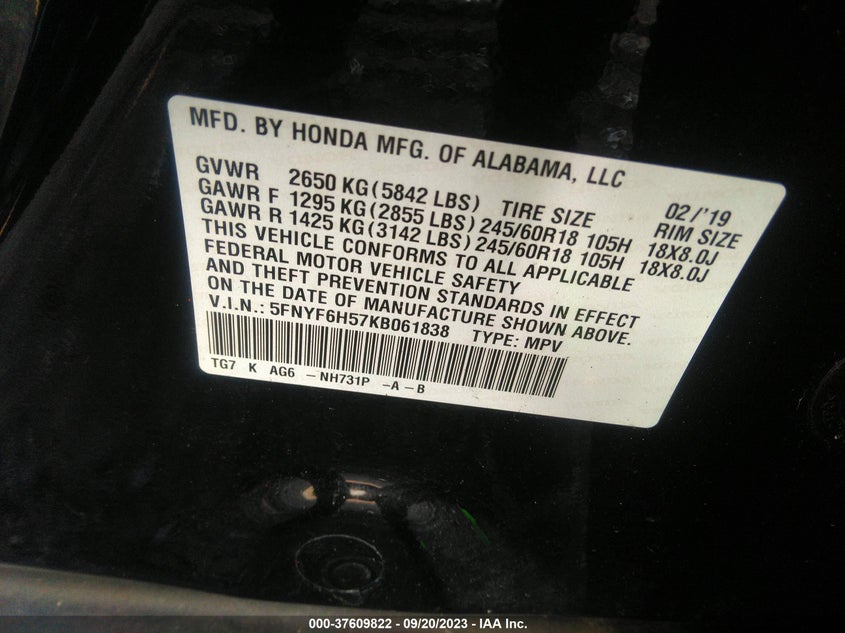 MFD. BY HONDA MFG. OF ALABAMA, LLC
02/'19
GVWR 2650 KG(5842 LBS) TIRE SIZE RIM SIZE
GAWR F 1295 KG(2855 LBS) 245/60R18 105H 18X8.0J
GAWR R 1425 KG(3142 LBS) 245/60R18 105H 18X8.0J
THIS VEHICLE CONFORMS TO ALL APPLICABLE
FEDERAL MOTOR VEHICLE SAFETY
AND THEFT PREVENTION STANDARDS IN EFFECT
ON THE DATE OF MANUFACTURE SHOWN ABOVE.
V.I.N.: 5FNYF6H57KB061838 TYPE: MPV
TG7 K AG6 -NH731P -A-B
000-37609822 - 09/20/2023 - IAA Inc.